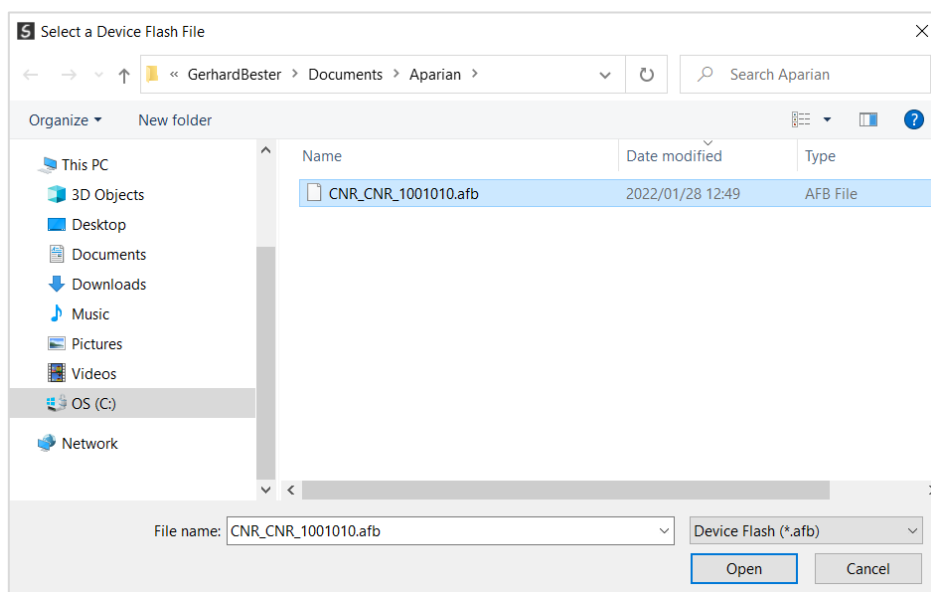 S Select a Device Flash File
« GerhardBester > Documents > Aparian > Search Aparian
Organize New folder ?
Name Date modified Type
This PC
CNR_CNR_1001010.afb 2022/01/28 12:49 AFB File
3D Objects
Desktop
Documents
Downloads
Music
Pictures
Videos
OS (C:)
Network
File name: CNR_CNR_1001010.afb Device Flash (*.afb)
Open Cancel